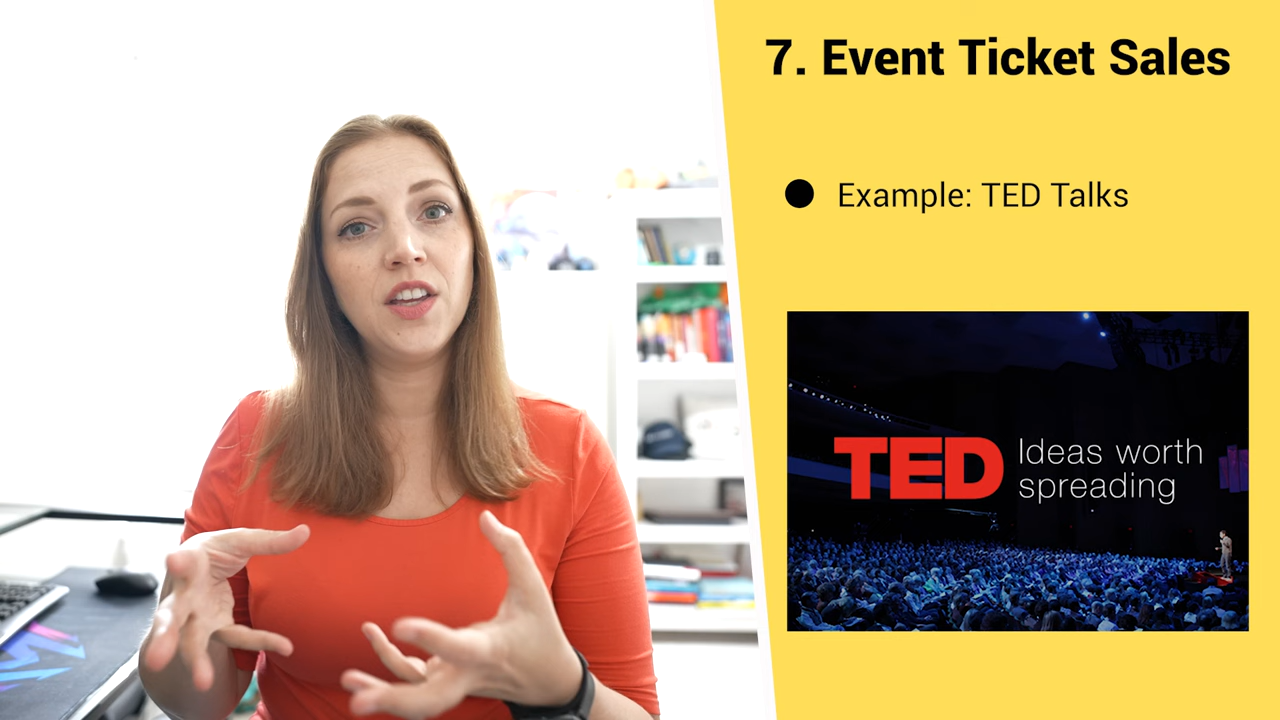 7. Event Ticket Sales
Example: TED Talks
TED Ideas worth
spreading